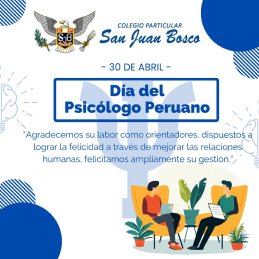 COLEGIO PARTICULAR
San Juan Bosco
- 30 DE ABRIL -
Día del
Psicólogo Peruano
"Agradecemos su labor como orientadores, dispuestos a
lograr la felicidad a través de mejorar las relaciones
humanas, felicitamos ampliamente su gestión."